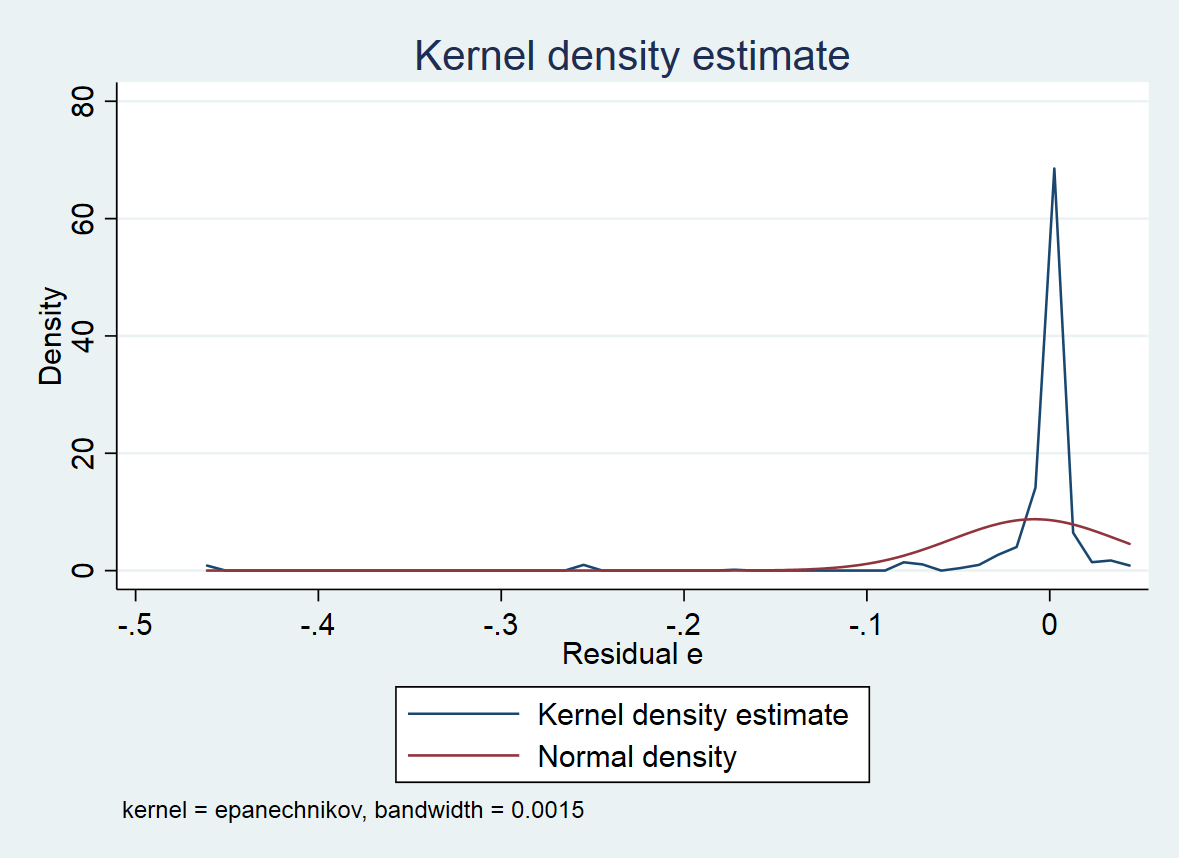 Kernel density estimate
80
60
40
20
0
Density
-.5 -.4 -.3 -.2 -.1 0
Residual e
Kernel density estimate
Normal density
kernel = epanechnikov, bandwidth = 0.0015